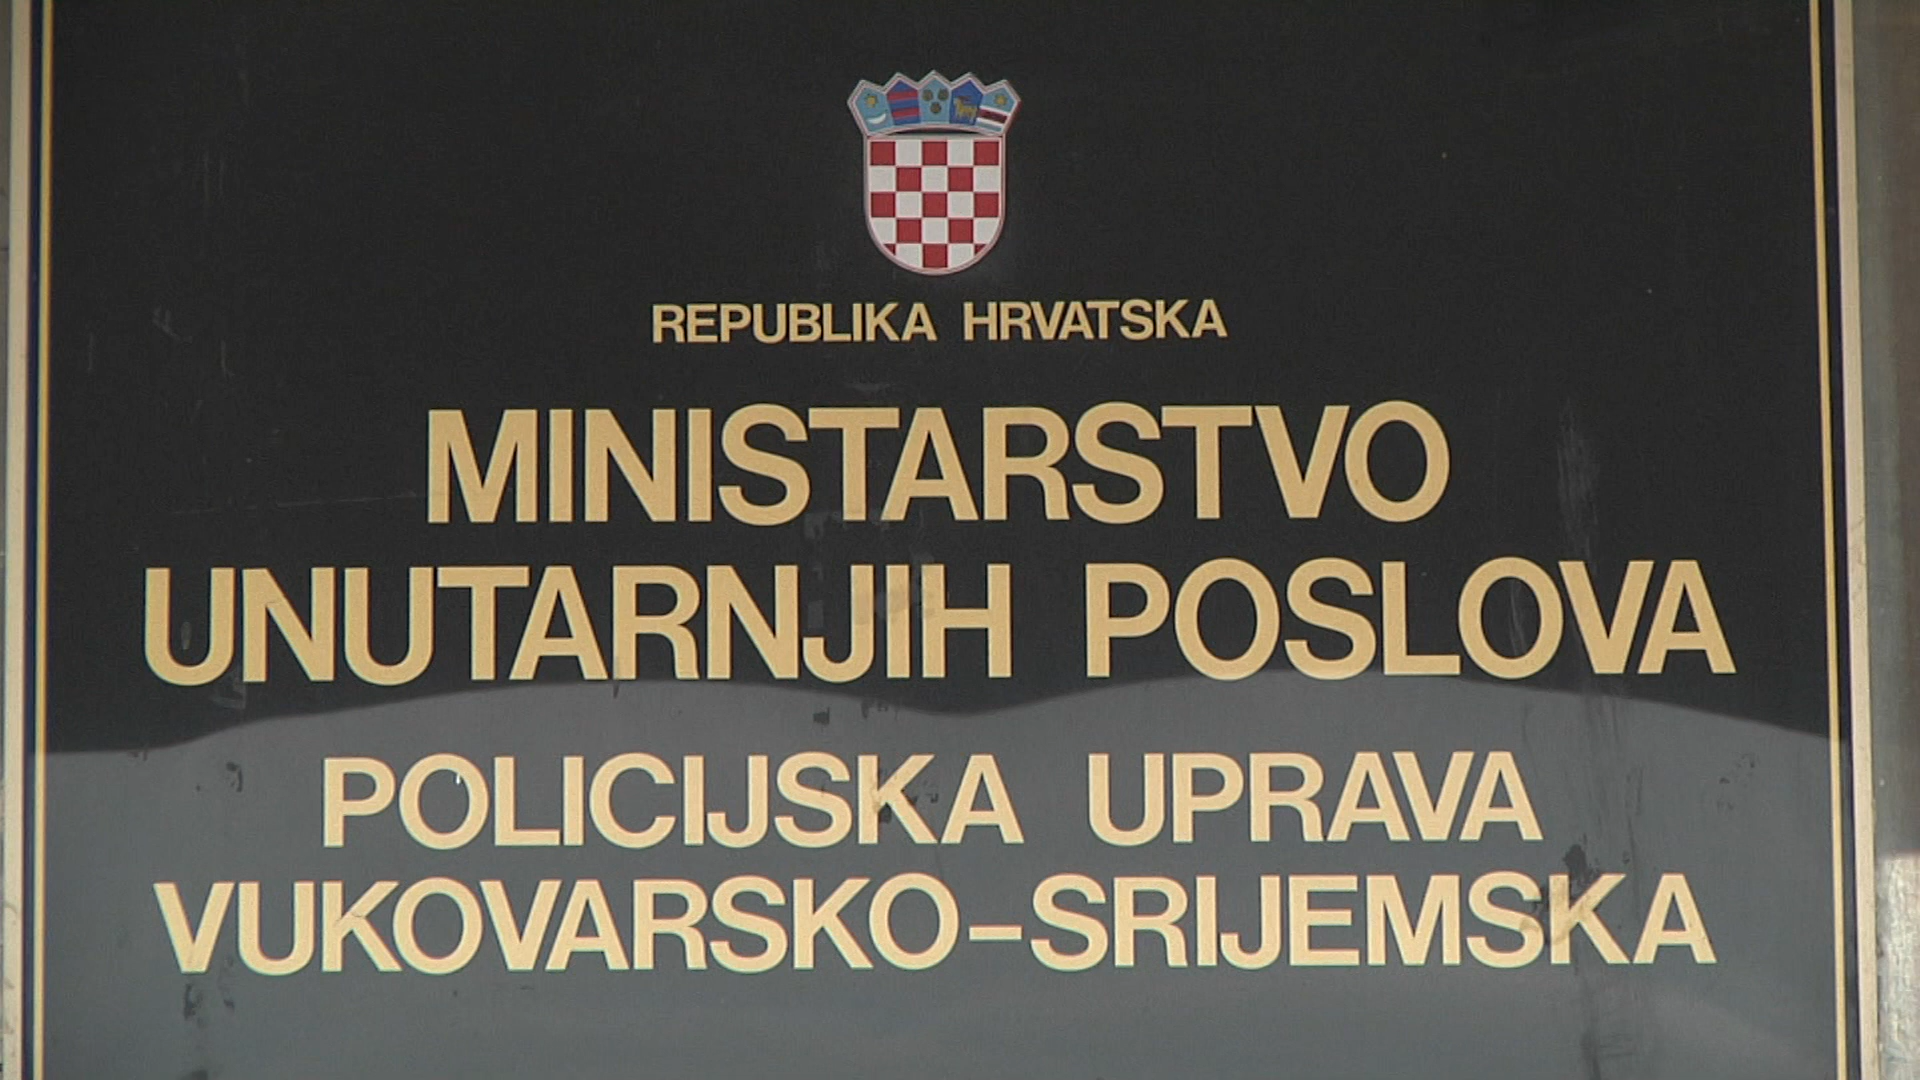 REPUBLIKA HRVATSKA
MINISTARSTVO
UNUTARNJIH POSLOVA
POLICIJSKA UPRAVA
VUKOVARSKO-SRIJEMSKA